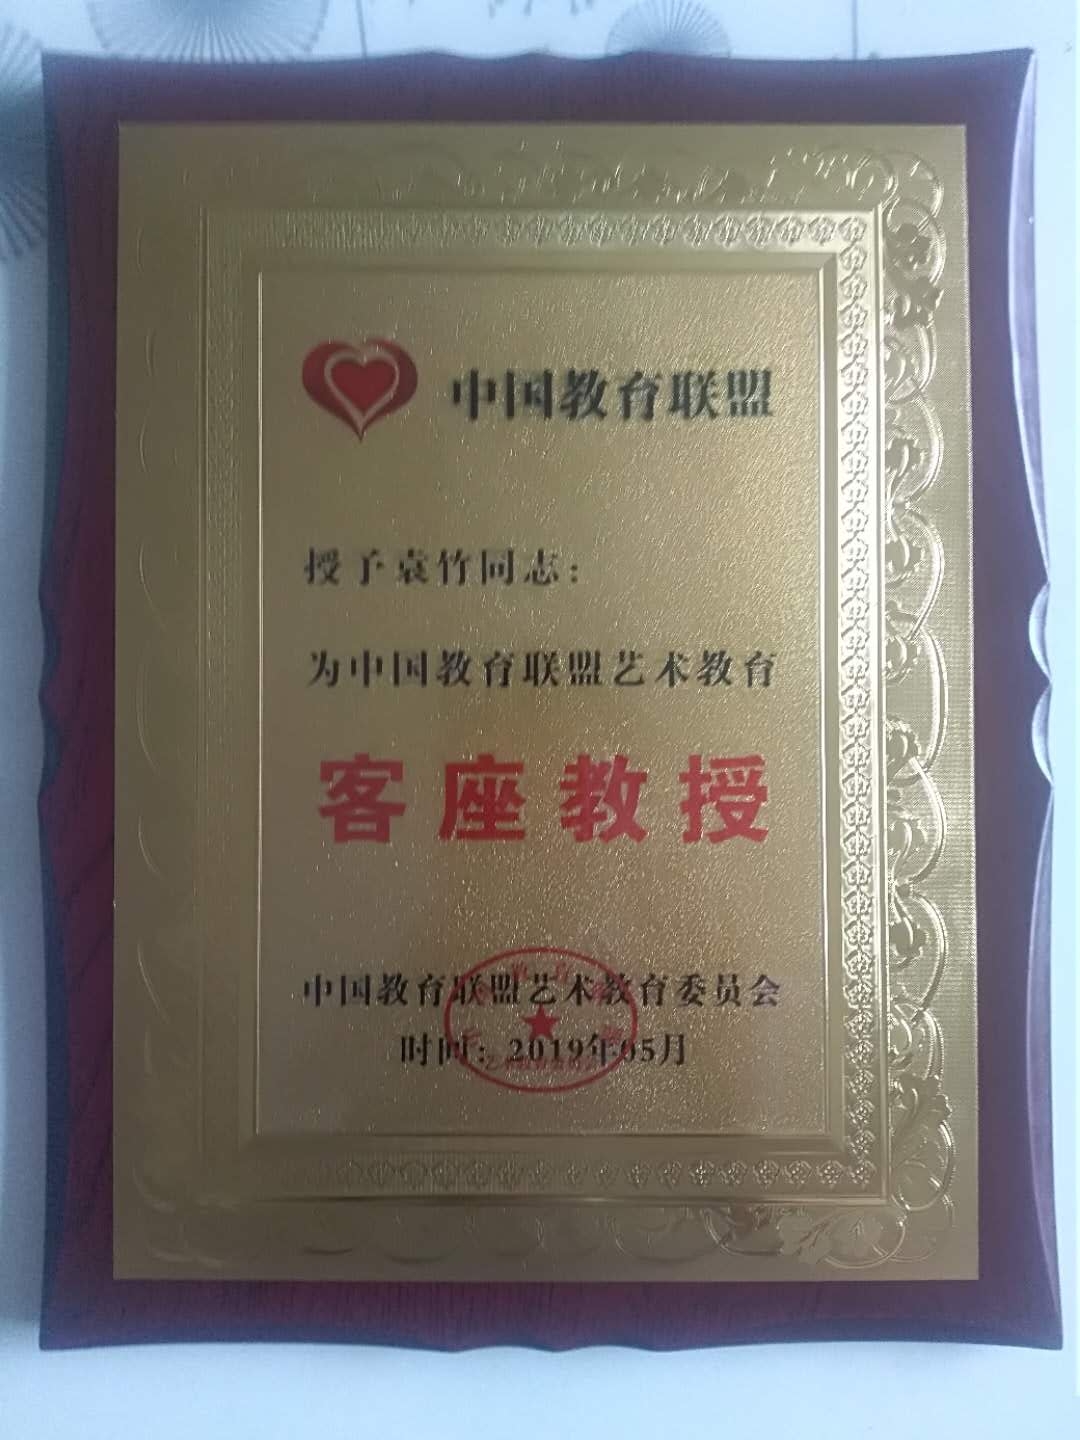 中国教育联盟
授予袁竹同志：
为中国教育联盟艺术教育
客座教授
中国教育联盟艺术教育委员会
时间：2019年05月